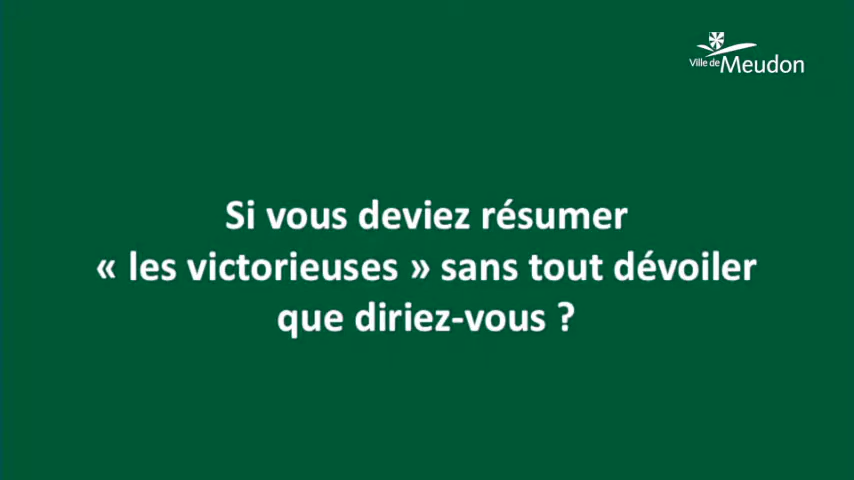 Ville de Meudon
Si vous deviez résumer
« les victorieuses » sans tout dévoiler
que diriez-vous ?